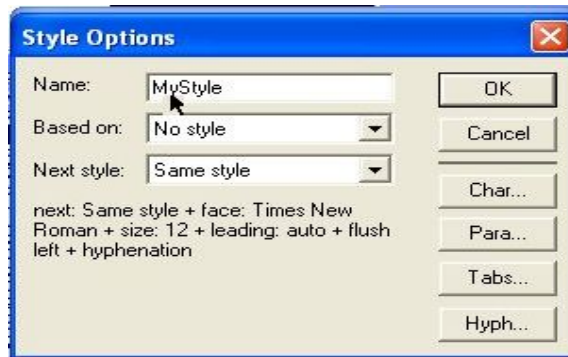 Style Options
Name: MyStyle
OK
Based on: No style
Cancel
Next style: Same style
Char...
next: Same style + face: Times New
Roman + size: 12 + leading: auto + flush
left + hyphenation
Para...
Tabs...
Hyph...